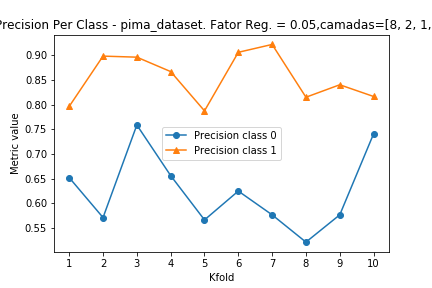 Precision Per Class - pima_dataset. Fator Reg. = 0.05,camadas=[8, 2, 1,
Metric value
0.90
0.85
0.80
0.75
0.70
0.65
0.60
0.55
Precision class 0
Precision class 1
1 2 3 4 5 6 7 8 9 10
Kfold